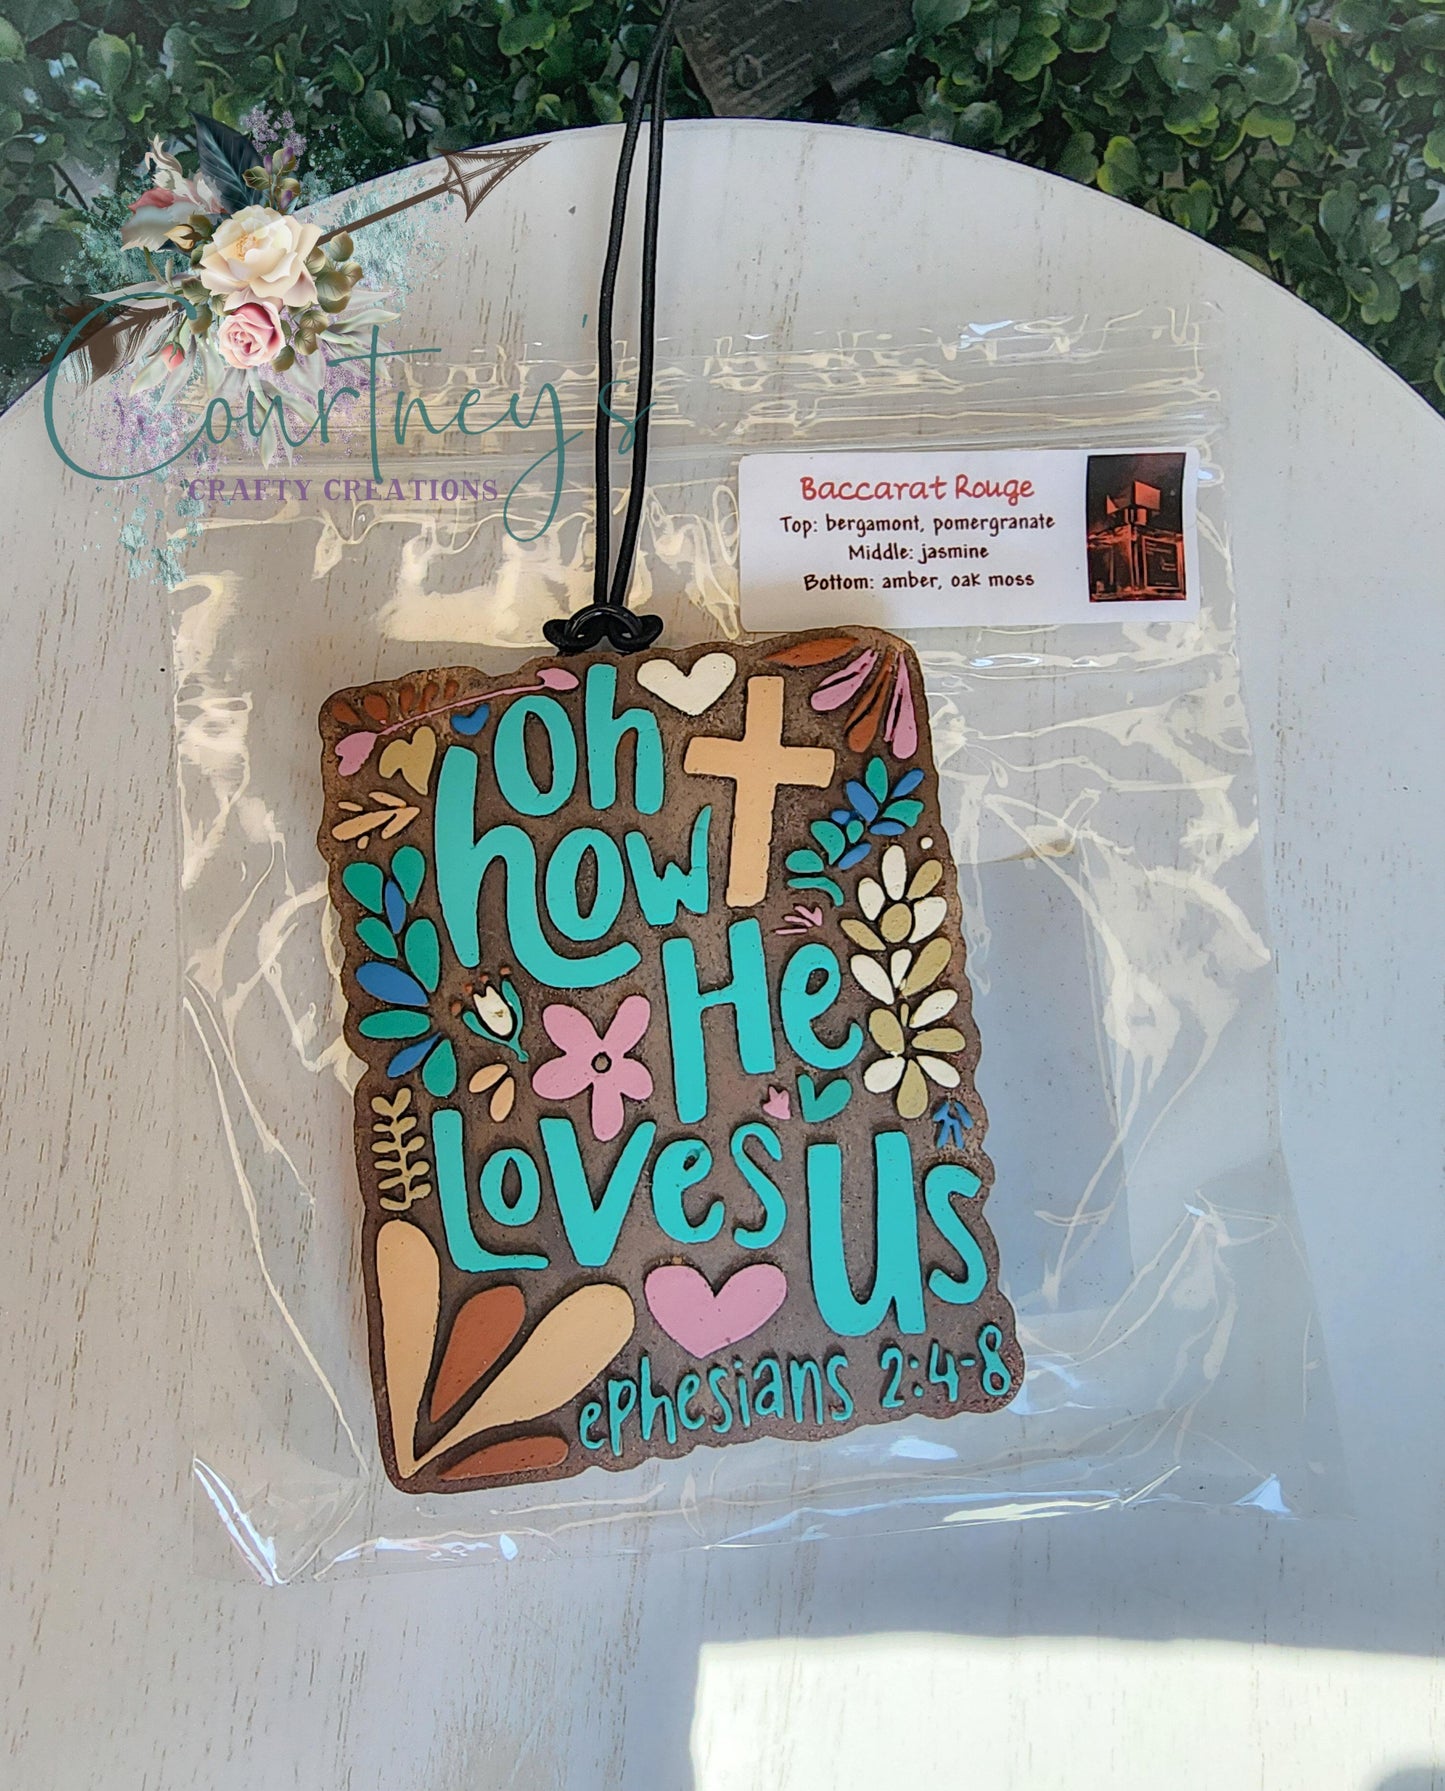 Courtney's
CRAFTY CREATIONS
Baccarat Rouge
Top: bergamont, pomergranate
Middle: jasmine
Bottom: amber, oak moss
oh
how
He
Loves
us
ephesians 2:4-8